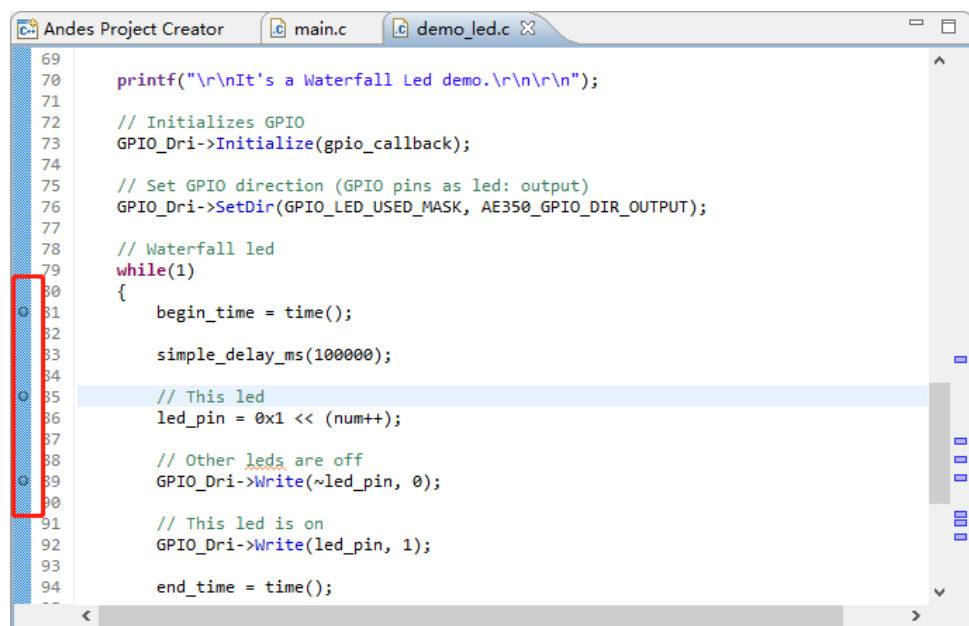 Andes Project Creator main.c demo_led.c
69
70 printf("\r\nIt's a Waterfall Led demo.\r\n\r\n");
71
72 // Initializes GPIO
73 GPIO_Dri->Initialize(gpio_callback);
74
75 // Set GPIO direction (GPIO pins as led: output)
76 GPIO_Dri->SetDir(GPIO_LED_USED_MASK, AE350_GPIO_DIR_OUTPUT);
77
78 // Waterfall led
79 while(1)
80 {
81 begin_time = time();
82
83 simple_delay_ms(100000);
84
85 // This led
86 led_pin = 0x1 << (num++);
87
88 // Other leds are off
89 GPIO_Dri->Write(~led_pin, 0);
90
91 // This led is on
92 GPIO_Dri->Write(led_pin, 1);
93
94 end_time = time();